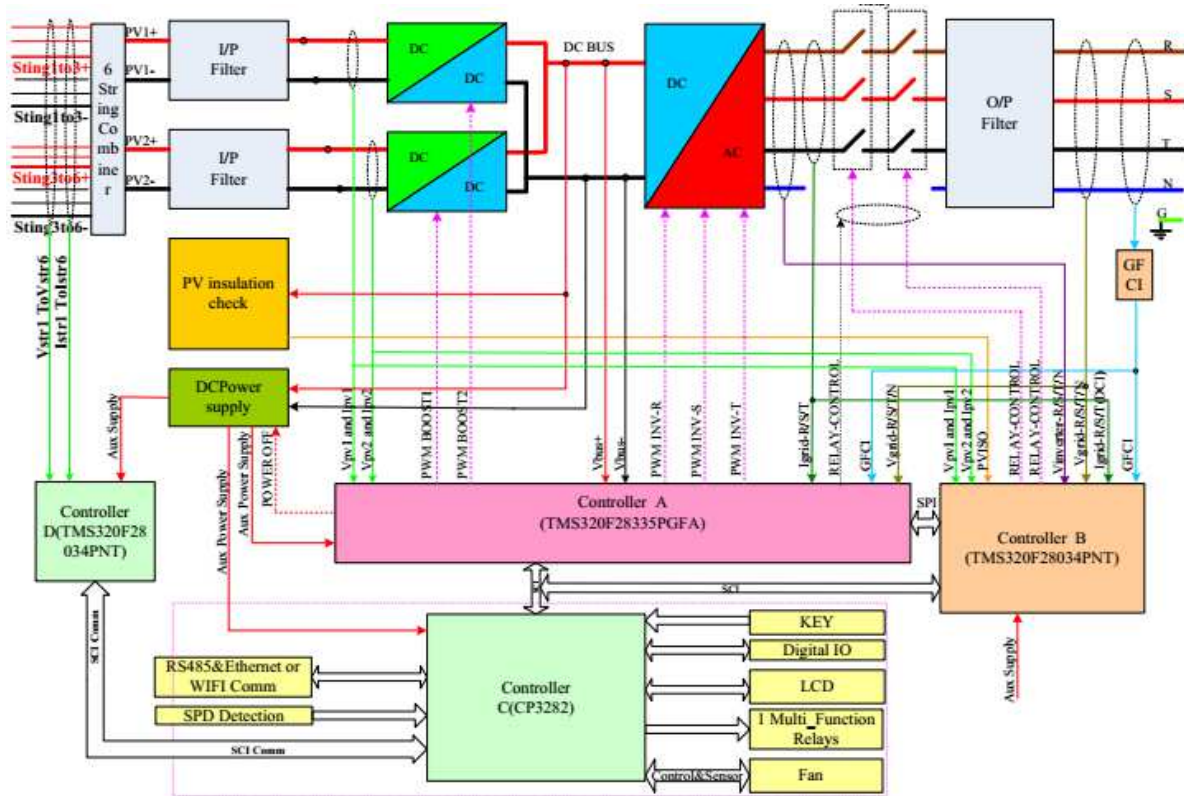 PV1+
Sting1to3+
PV1-
Sting1to3-
PV2+
Sting3to6+
PV2-
Sting3to6-
6
Str
ing
Co
mb
ine
r
I/P
Filter
I/P
Filter
DC
DC
DC
DC
DC BUS
DC
AC
O/P
Filter
R
S
T
N
G
GF
CI
PV insulation
check
DCPower
supply
Vstr1 ToVstr6
Istr1 ToIstr6
Aux Supply
Aux Power Supply
Aux Power Supply
POWER OFF
Vpv1 and Ipv1
Vpv2 and Ipv2
PWM BOOST1
PWM BOOST2
Vbus+
Vbus-
PWM INV-R
PWM INV-S
PWM INV-T
Igrid-R/S/T
RELAY-CONTROL
GFCI
Vgrid-R/S/T/N
Vpv1 and Ipv1
Vpv2 and Ipv2
PVISO
RELAY-CONTROL
RELAY-CONTROL
Vinverter-R/S/T/N
Igrid-R/S/T (DCI)
GFCI
Controller
D(TMS320F28
034PNT)
Controller A
(TMS320F28335PGFA)
SPI
Controller B
(TMS320F28034PNT)
SCI
SCI Comm
SCI Comm
Aux Supply
RS485&Ethernet or
WIFI Comm
SPD Detection
Controller
C(CP3282)
KEY
Digital IO
LCD
1 Multi_Function
Relays
Control&Sensor
Fan